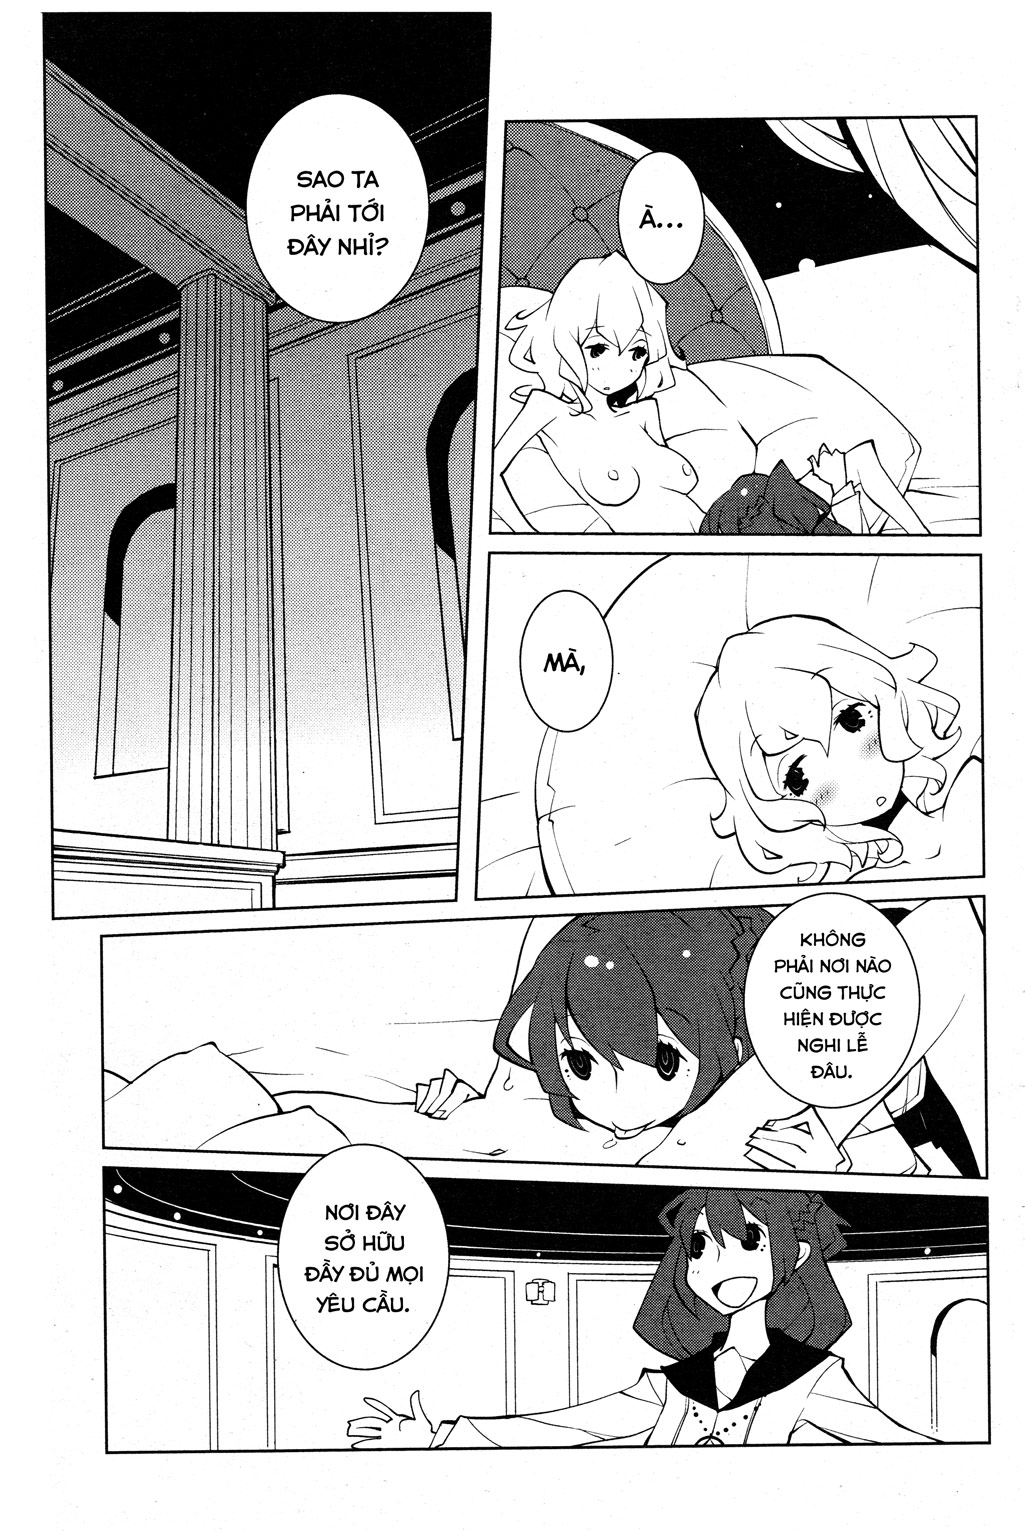 À...
MÀ,
SAO TA
PHẢI TỚI
ĐÂY NHỈ?
KHÔNG
PHẢI NƠI NÀO
CŨNG THỰC
HIỆN ĐƯỢC
NGHI LỄ
ĐÂU.
NƠI ĐÂY
SỞ HỮU
ĐẦY ĐỦ MỌI
YÊU CẦU.